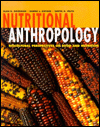 NUTRITIONAL
ANTHROPOLOGY
BIOCULTURAL PERSPECTIVES ON FOOD AND NUTRITION